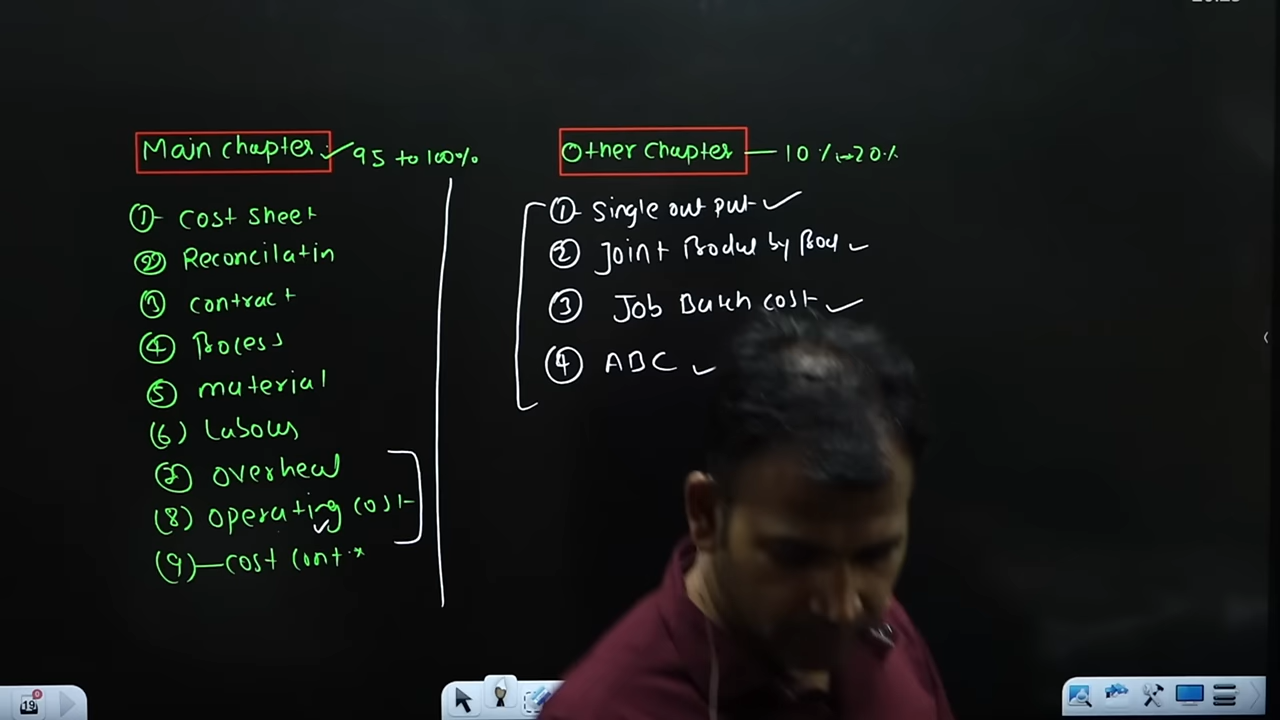 Main chapter 95 to 100%
① cost sheet
② Reconcilatin
③ contract
④ Process
⑤ material
(6) Labour
⑦ overhead
(8) operating cost
(9) — cost cont
Other chapter — 10% → 20%
① Single out put
② Joint Product by Prod
③ Job Batch cost
④ ABC
19